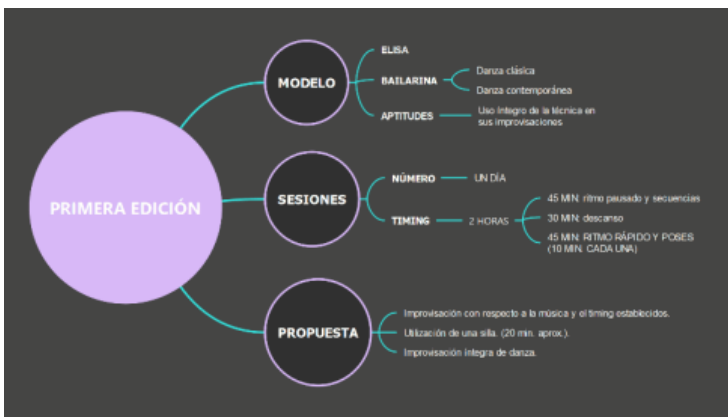 PRIMERA EDICIÓN
MODELO
ELISA
BAILARINA
Danza clásica
Danza contemporánea
APTITUDES
Uso íntegro de la técnica en
sus improvisaciones
SESIONES
NÚMERO
UN DÍA
TIMING
2 HORAS
45 MIN: ritmo pausado y secuencias
30 MIN: descanso
45 MIN: RITMO RÁPIDO Y POSES
(10 MIN. CADA UNA)
PROPUESTA
Improvisación con respecto a la música y el timing establecidos.
Utilización de una silla. (20 min. aprox.).
Improvisación íntegra de danza.